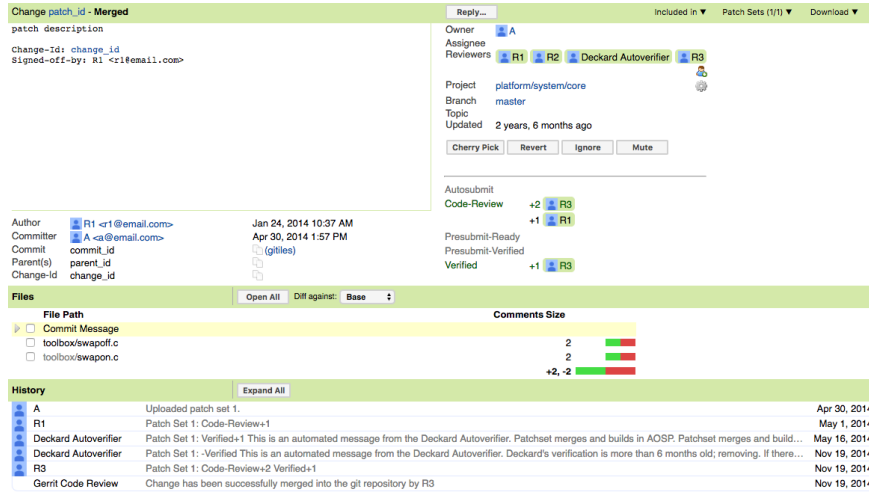 Change patch_id - Merged
Reply...
Included in ▼ Patch Sets (1/1) ▼ Download ▼
patch description
Change-Id: change_id
Signed-off-by: R1 <r1@email.com>
Owner A
Assignee
Reviewers R1 R2 Deckard Autoverifier R3
Project platform/system/core
Branch master
Topic
Updated 2 years, 6 months ago
Cherry Pick Revert Ignore Mute
Autosubmit
Code-Review +2 R3
+1 R1
Presubmit-Ready
Presubmit-Verified
Verified +1 R3
Author R1 <r1@email.com> Jan 24, 2014 10:37 AM
Committer A <a@email.com> Apr 30, 2014 1:57 PM
Commit commit_id (gitiles)
Parent(s) parent_id
Change-Id change_id
Files Open All Diff against: Base
File Path Comments Size
Commit Message
toolbox/swapoff.c 2
toolbox/swapon.c 2
+2, -2
History Expand All
A Uploaded patch set 1. Apr 30, 2014
R1 Patch Set 1: Code-Review+1 May 1, 2014
Deckard Autoverifier Patch Set 1: Verified+1 This is an automated message from the Deckard Autoverifier. Patchset merges and builds in AOSP. Patchset merges and build... May 16, 2014
Deckard Autoverifier Patch Set 1: -Verified This is an automated message from the Deckard Autoverifier. Deckard's verification is more than 6 months old; removing. If there... Nov 19, 2014
R3 Patch Set 1: Code-Review+2 Verified+1 Nov 19, 2014
Gerrit Code Review Change has been successfully merged into the git repository by R3 Nov 19, 2014